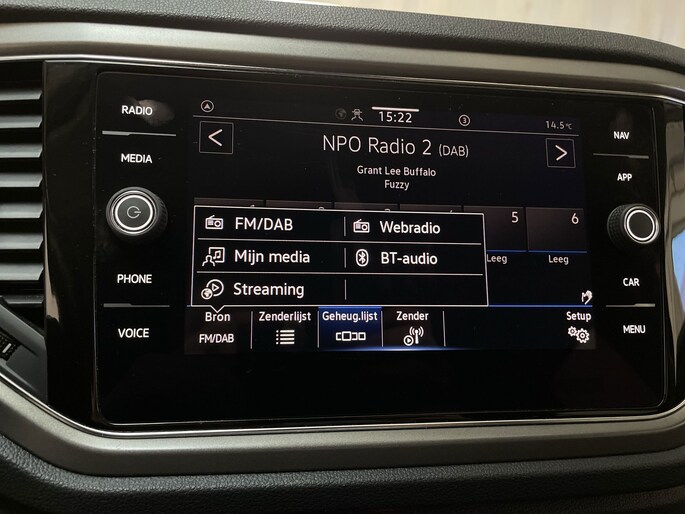 RADIO
MEDIA
PHONE
VOICE
15:22
3
14.5°C
NPO Radio 2 (DAB)
Grant Lee Buffalo
Fuzzy
5
6
Leeg
Leeg
FM/DAB
Webradio
Mijn media
BT-audio
Streaming
Bron
FM/DAB
Zenderlijst
Geheug.lijst
Zender
Setup
NAV
APP
CAR
MENU